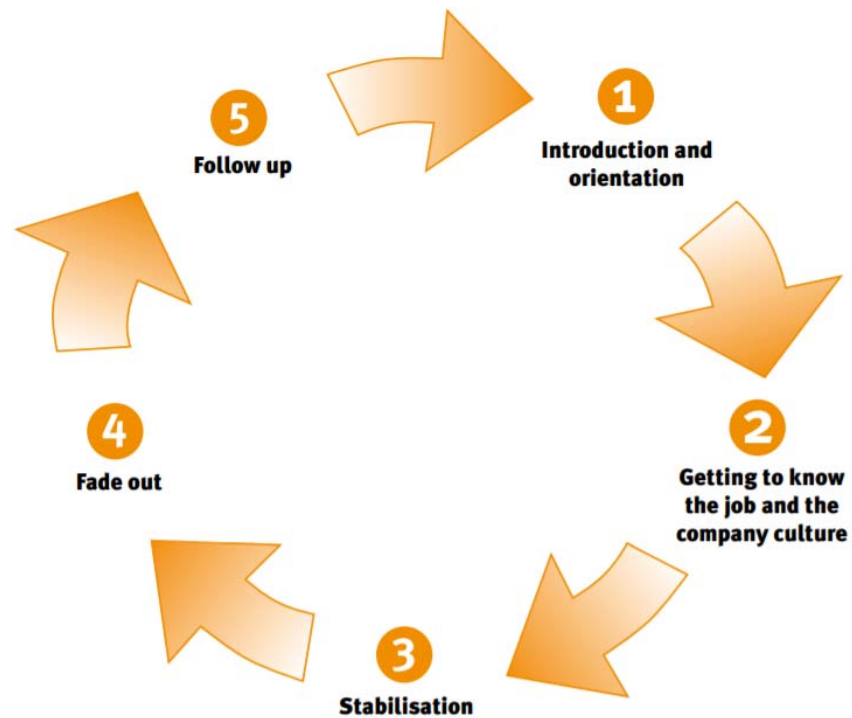 1
Introduction and
orientation
2
Getting to know
the job and the
company culture
3
Stabilisation
4
Fade out
5
Follow up